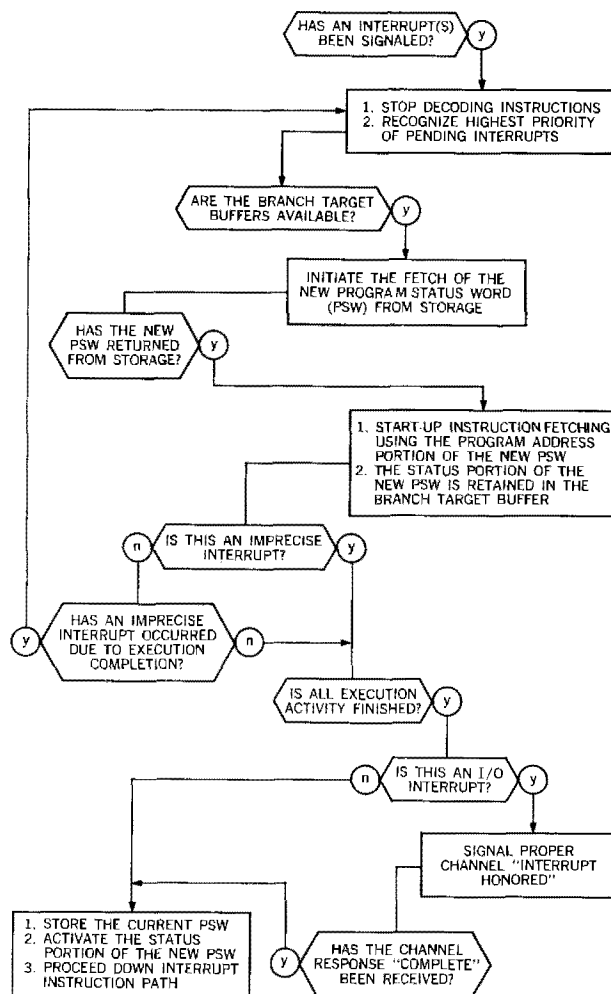 HAS AN INTERRUPT(S)
BEEN SIGNALED?
y
1. STOP DECODING INSTRUCTIONS
2. RECOGNIZE HIGHEST PRIORITY
OF PENDING INTERRUPTS
ARE THE BRANCH TARGET
BUFFERS AVAILABLE?
y
INITIATE THE FETCH OF THE
NEW PROGRAM STATUS WORD
(PSW) FROM STORAGE
HAS THE NEW
PSW RETURNED
FROM STORAGE?
y
1. START-UP INSTRUCTION FETCHING
USING THE PROGRAM ADDRESS
PORTION OF THE NEW PSW
2. THE STATUS PORTION OF THE
NEW PSW IS RETAINED IN THE
BRANCH TARGET BUFFER
n
IS THIS AN IMPRECISE
INTERRUPT?
y
y
HAS AN IMPRECISE
INTERRUPT OCCURRED
DUE TO EXECUTION
COMPLETION?
n
IS ALL EXECUTION
ACTIVITY FINISHED?
y
n
IS THIS AN I/O
INTERRUPT?
y
SIGNAL PROPER
CHANNEL "INTERRUPT
HONORED"
1. STORE THE CURRENT PSW
2. ACTIVATE THE STATUS
PORTION OF THE NEW PSW
3. PROCEED DOWN INTERRUPT
INSTRUCTION PATH
y
HAS THE CHANNEL
RESPONSE "COMPLETE"
BEEN RECEIVED?